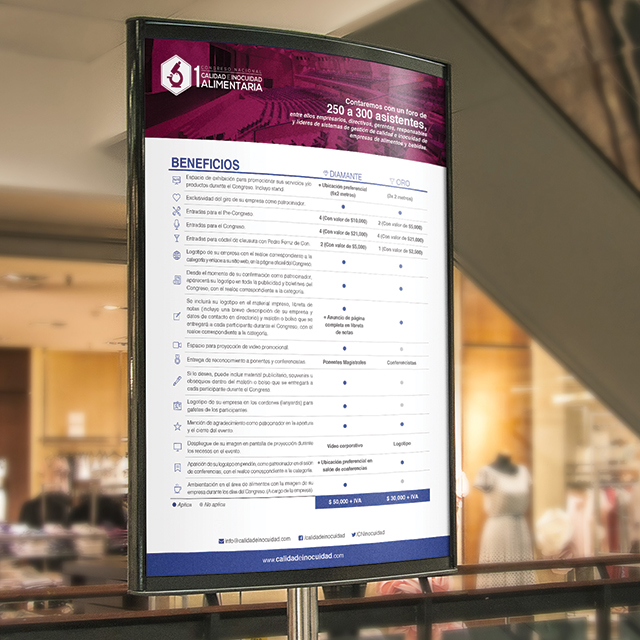 CONGRESO NACIONAL
1 CALIDAD E INOCUIDAD
ALIMENTARIA
Contaremos con un foro de
250 a 300 asistentes,
entre ellos empresarios, directivos, gerentes, responsables
y líderes de sistemas de gestión de calidad e inocuidad de
empresas de alimentos y bebidas.
BENEFICIOS DIAMANTE ORO
Espacio de exhibición para promocionar sus servicios y/o
productos durante el Congreso. Incluye stand.
+ Ubicación preferencial
(6x2 metros)
(3x2 metros)
Exclusividad del giro de su empresa como patrocinador.
Entradas para el Pre-Congreso. 4 (Con valor de $10,000) 2 (Con valor de $5,000)
Entradas para el Congreso. 4 (Con valor de $21,000) 4 (Con valor de $21,000)
Entradas para cóctel de clausura con Pedro Ferriz de Con. 2 (Con valor de $5,000) 1 (Con valor de $2,500)
Logotipo de su empresa con el realce correspondiente a la
categoría y enlace a su sitio web, en la página oficial del Congreso.
Desde el momento de su confirmación como patrocinador,
aparecerá su logotipo en toda la publicidad y boletines del
Congreso, con el realce correspondiente a la categoría.
Se incluirá su logotipo en el material impreso, libreta de
notas (incluye una breve descripción de su empresa y
datos de contacto en directorio) y maletín o bolso que se
entregará a cada participante durante el Congreso, con el
realce correspondiente a la categoría.
+ Anuncio de página
completa en libreta
de notas
Espacio para proyección de video promocional.
Entrega de reconocimiento a ponentes y conferencistas. Ponentes Magistrales Conferencistas
Si lo desea, puede incluir material publicitario, souvenirs u
obsequios dentro del maletín o bolso que se entregará a
cada participante durante el Congreso.
Logotipo de su empresa en los cordones (lanyards) para
gafetes de los participantes.
Mención de agradecimiento como patrocinador en la apertura
y el cierre del evento.
Despliegue de su imagen en pantalla de proyección durante
los recesos en el evento.
Video corporativo Logotipo
Aparición de su logo en pendón, como patrocinador en el salón
de conferencias, con el realce correspondiente a la categoría.
+ Ubicación preferencial en
salón de conferencias
Ambientación en el área de alimentos con la imagen de su
empresa durante los días del Congreso. (A cargo de la empresa).
Aplica No aplica
$ 50,000 + IVA $ 30,000 + IVA
info@calidadeinocuidad.com /calidadeinocuidad /CNInocuidad
www.calidadeinocuidad.com